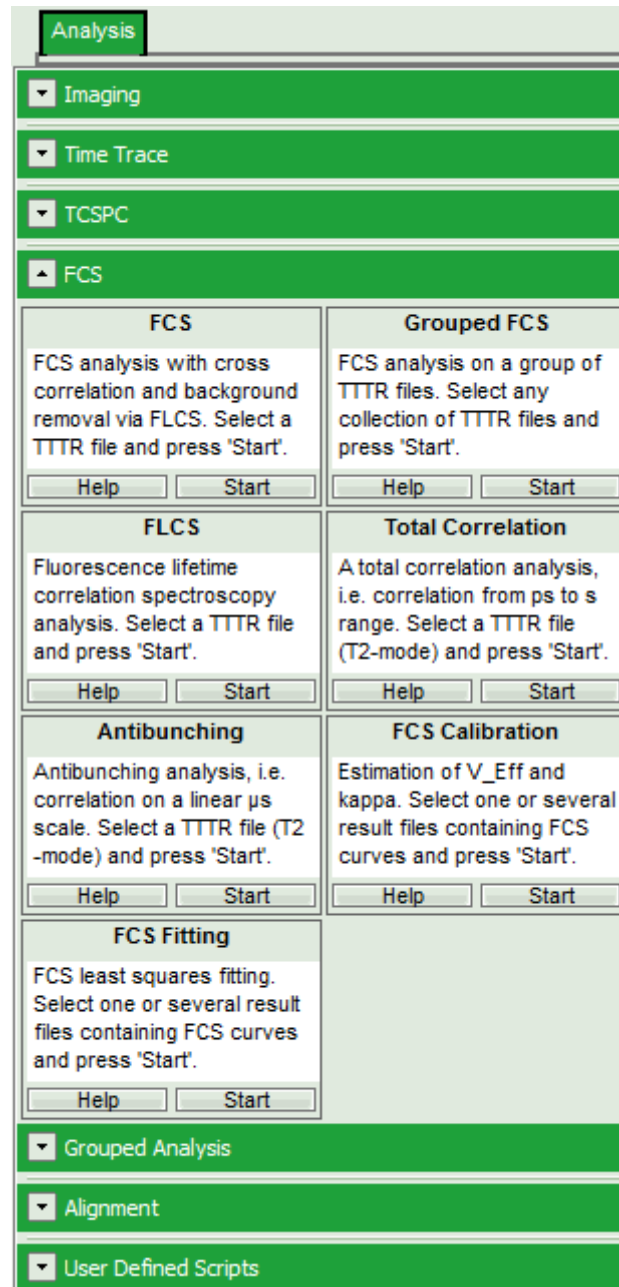 Analysis
Imaging
Time Trace
TCSPC
FCS
FCS
FCS analysis with cross
correlation and background
removal via FLCS. Select a
TTTR file and press 'Start'.
Help
Start
Grouped FCS
FCS analysis on a group of
TTTR files. Select any
collection of TTTR files and
press 'Start'.
Help
Start
FLCS
Fluorescence lifetime
correlation spectroscopy
analysis. Select a TTTR file
and press 'Start'.
Help
Start
Total Correlation
A total correlation analysis,
i.e. correlation from ps to s
range. Select a TTTR file
(T2-mode) and press 'Start'.
Help
Start
Antibunching
Antibunching analysis, i.e.
correlation on a linear µs
scale. Select a TTTR file (T2
-mode) and press 'Start'.
Help
Start
FCS Calibration
Estimation of V_Eff and
kappa. Select one or several
result files containing FCS
curves and press 'Start'.
Help
Start
FCS Fitting
FCS least squares fitting.
Select one or several result
files containing FCS curves
and press 'Start'.
Help
Start
Grouped Analysis
Alignment
User Defined Scripts